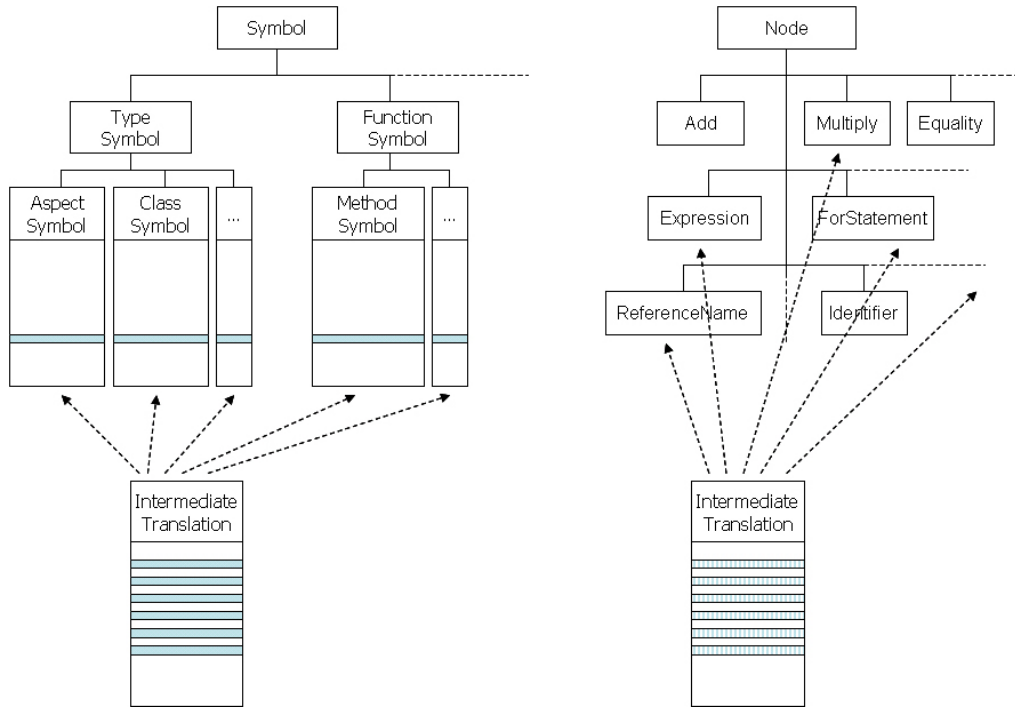 Symbol
Node
Type
Symbol
Function
Symbol
Add
Multiply
Equality
Aspect
Symbol
Class
Symbol
...
Method
Symbol
...
Expression
ForStatement
ReferenceName
Identifier
Intermediate
Translation
Intermediate
Translation